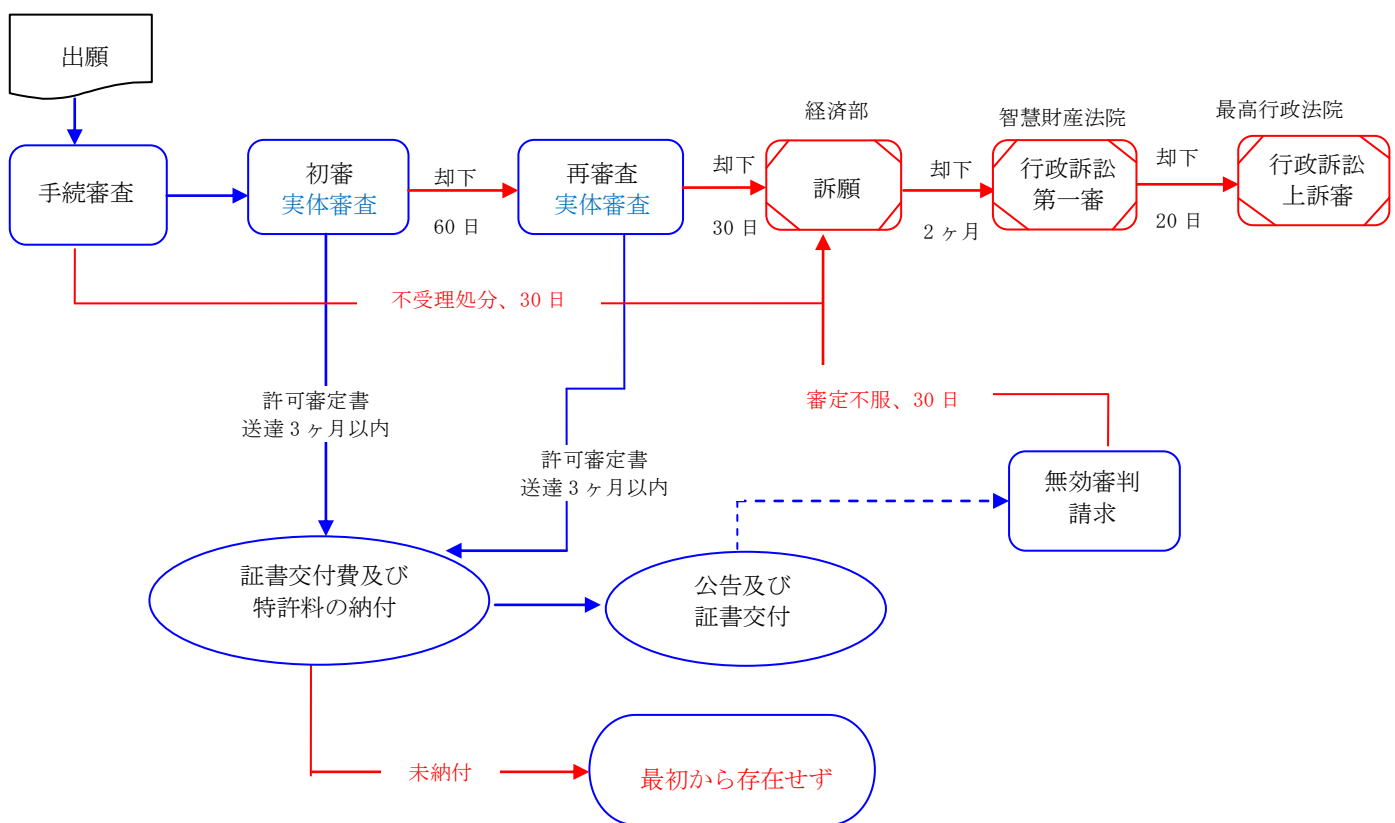 出願
経済部
智慧財産法院
最高行政法院
手続審査
初審
実体審査
却下
60 日
再審査
実体審査
却下
30 日
訴願
却下
2 ヶ月
行政訴訟
第一審
却下
20 日
行政訴訟
上訴審
不受理処分、30 日
許可審定書
送達 3 ヶ月以内
審定不服、30 日
許可審定書
送達 3 ヶ月以内
無効審判
請求
証書交付費及び
特許料の納付
公告及び
証書交付
未納付
最初から存在せず